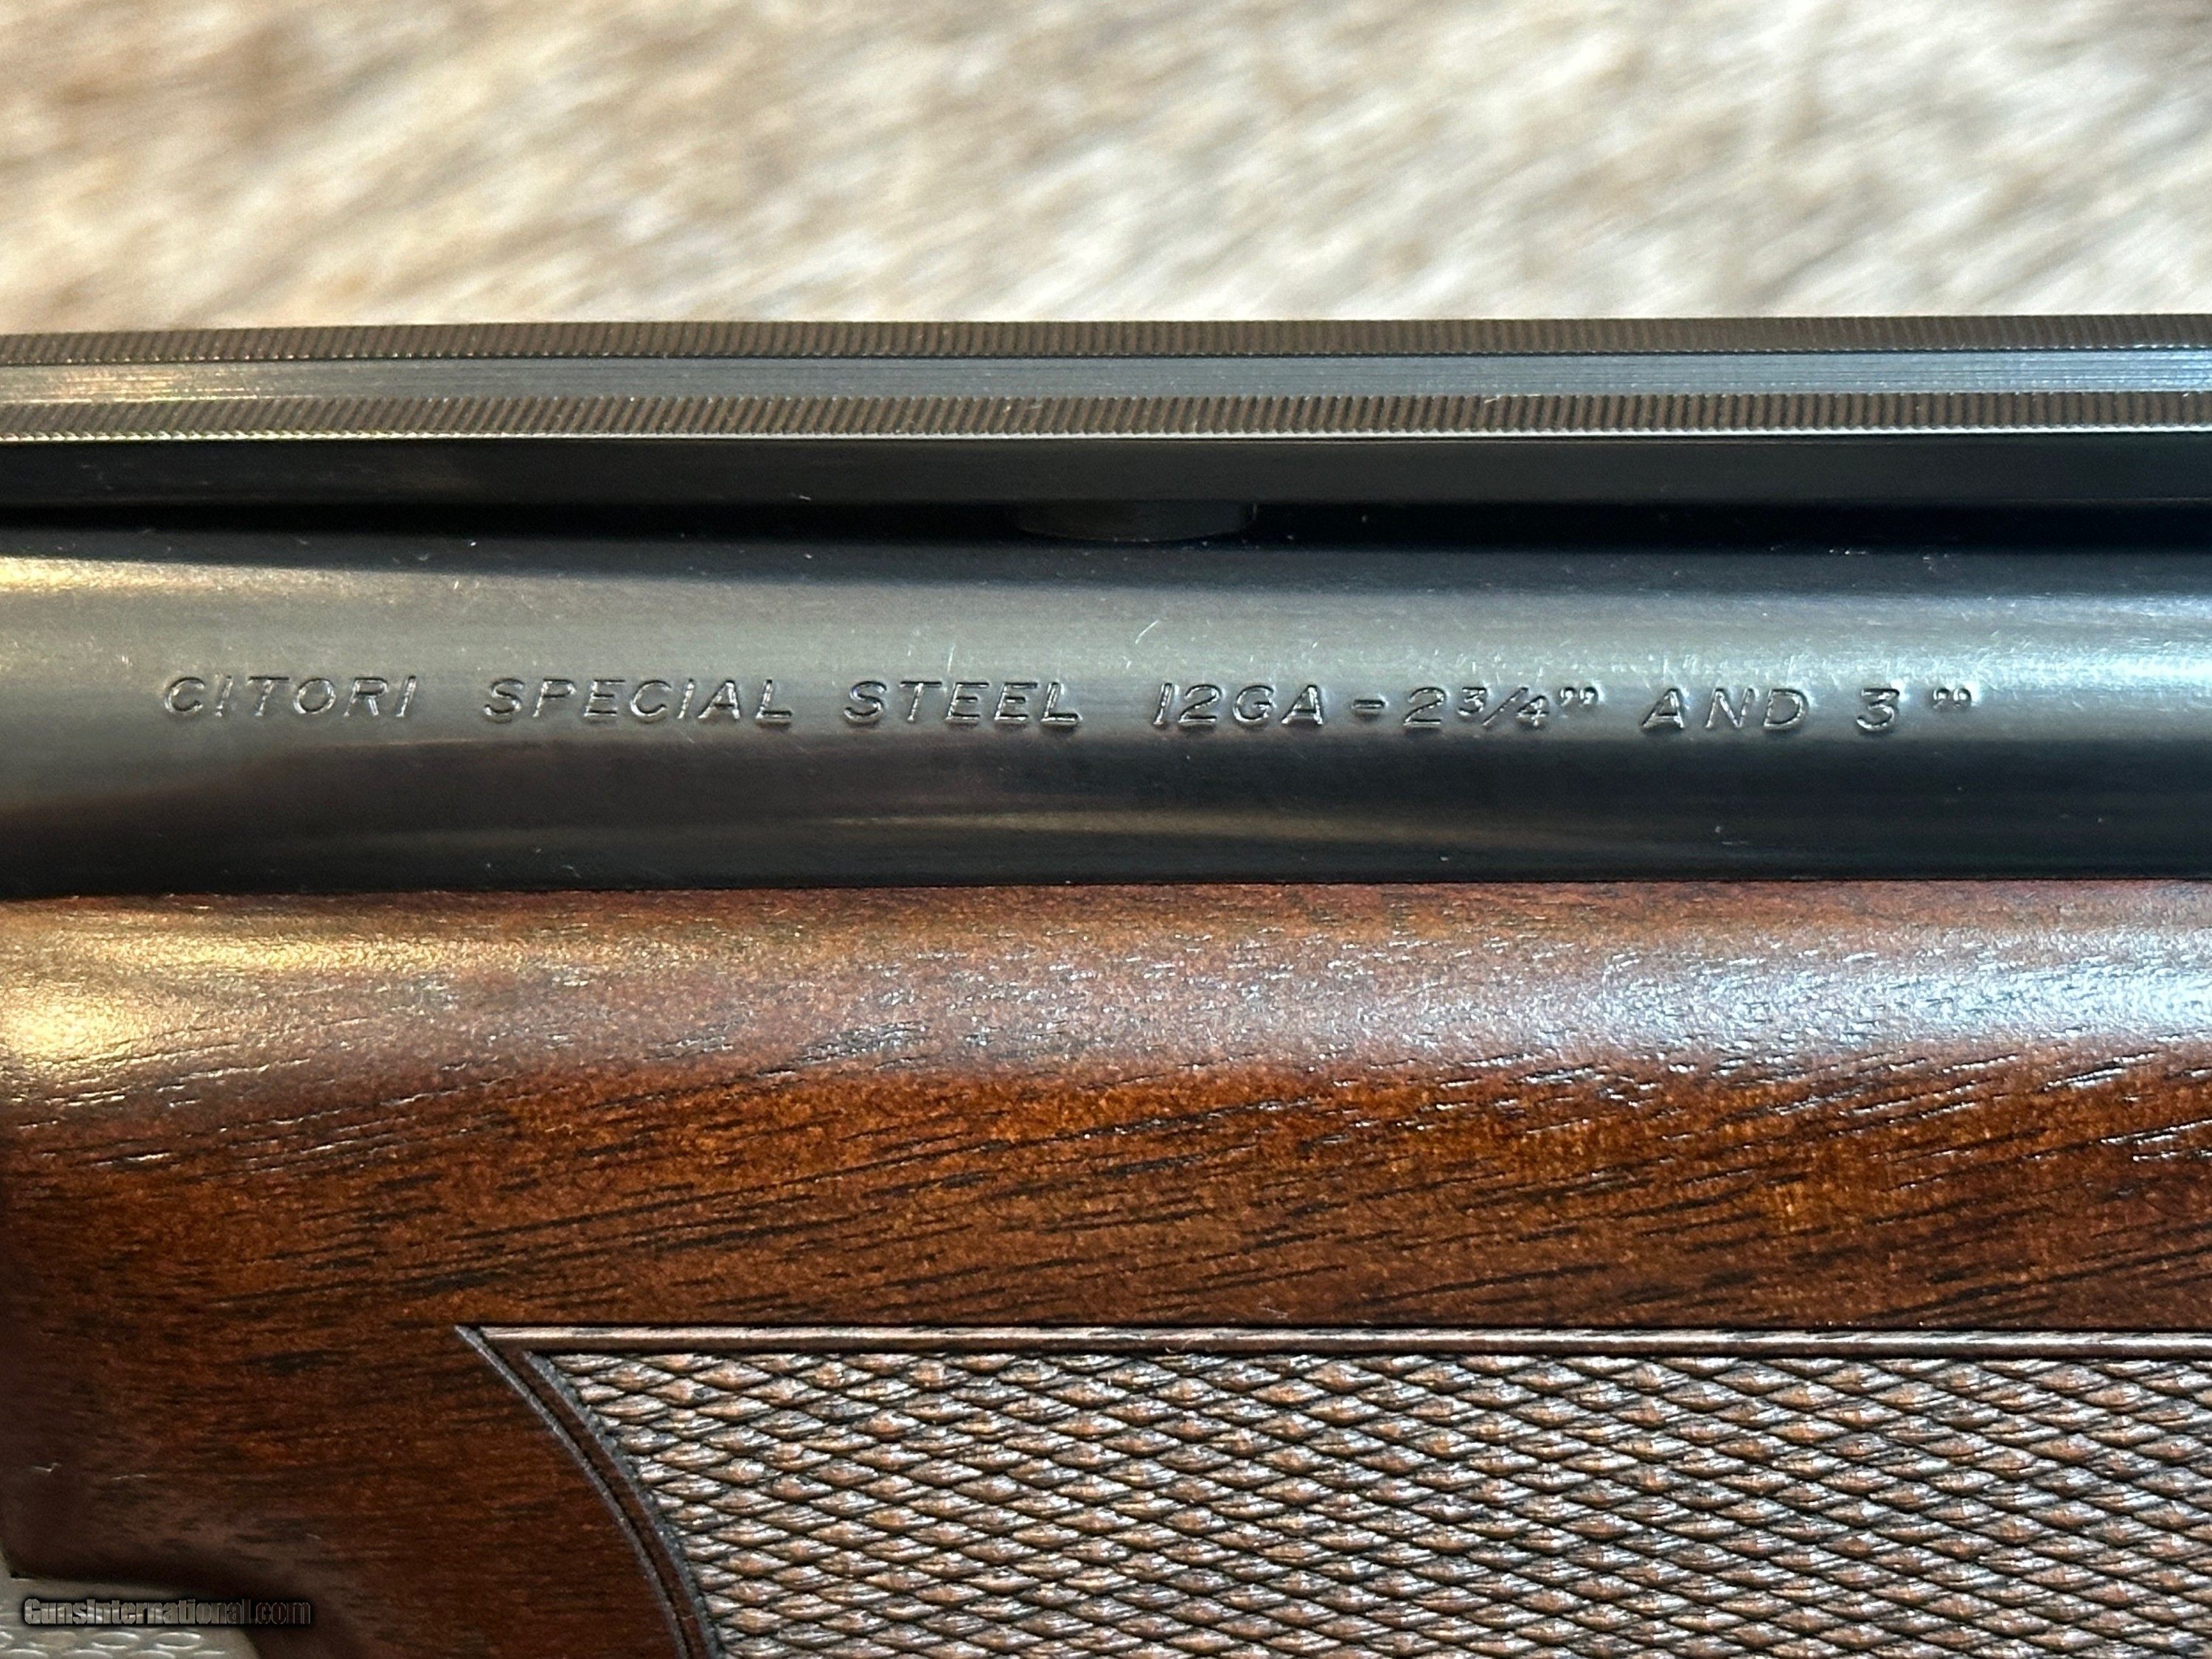 CITORI SPECIAL STEEL 12GA - 2¾" AND 3"
GunsInternational.com